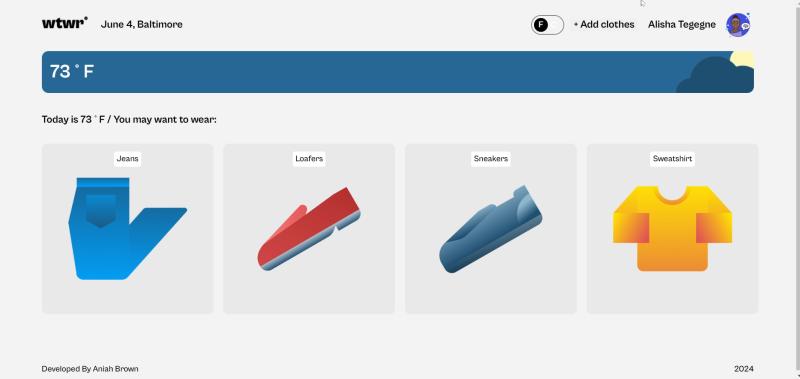 wtwr°
June 4, Baltimore
F
+ Add clothes
Alisha Tegegne
73 ° F
Today is 73 ° F / You may want to wear:
Jeans
Loafers
Sneakers
Sweatshirt
Developed By Aniah Brown
2024